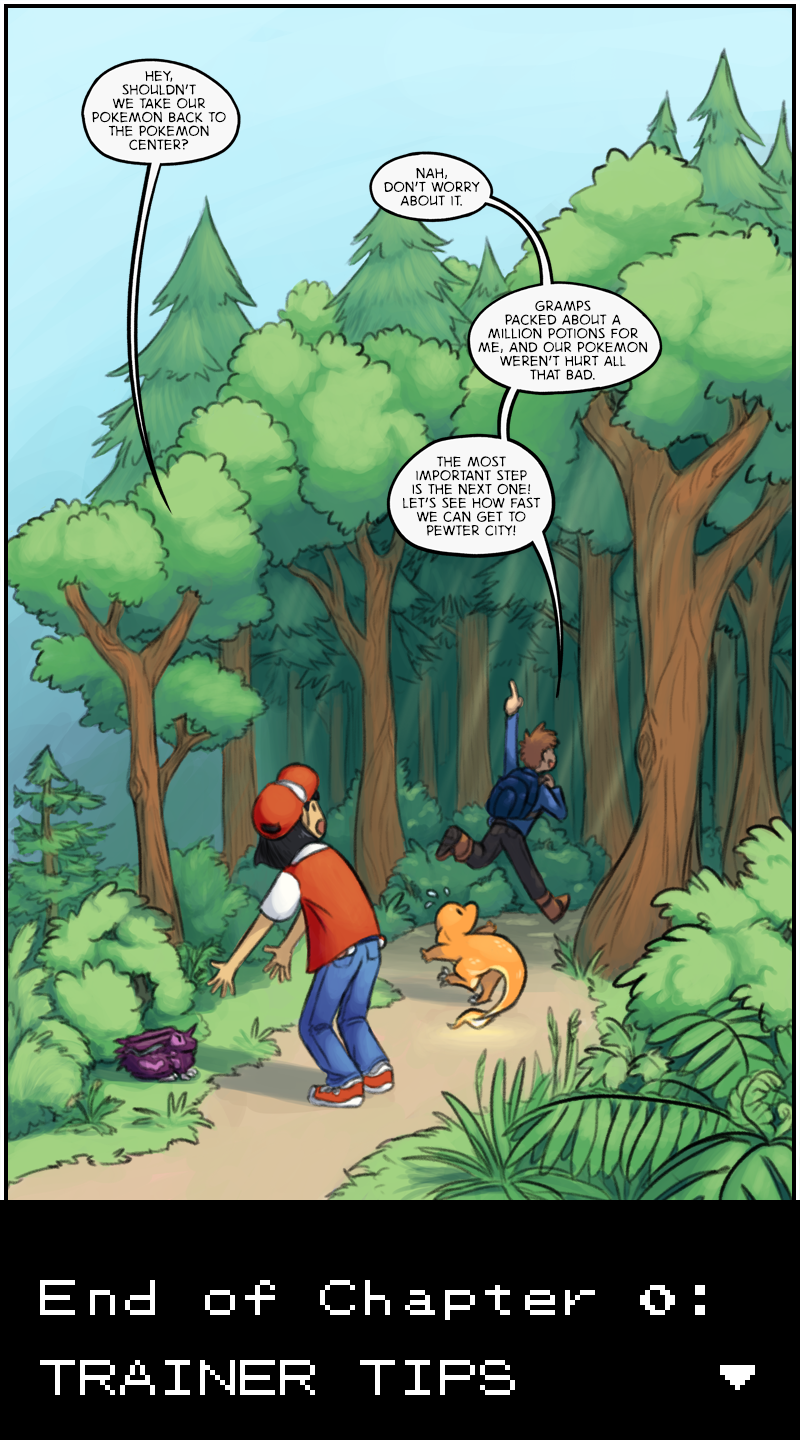 HEY,
SHOULDN'T
WE TAKE OUR
POKEMON BACK TO
THE POKEMON
CENTER?
NAH,
DON'T WORRY
ABOUT IT.
GRAMPS
PACKED ABOUT A
MILLION POTIONS FOR
ME, AND OUR POKEMON
WEREN'T HURT ALL
THAT BAD.
THE MOST
IMPORTANT STEP
IS THE NEXT ONE!
LET'S SEE HOW FAST
WE CAN GET TO
PEWTER CITY!
End of Chapter 0:
TRAINER TIPS